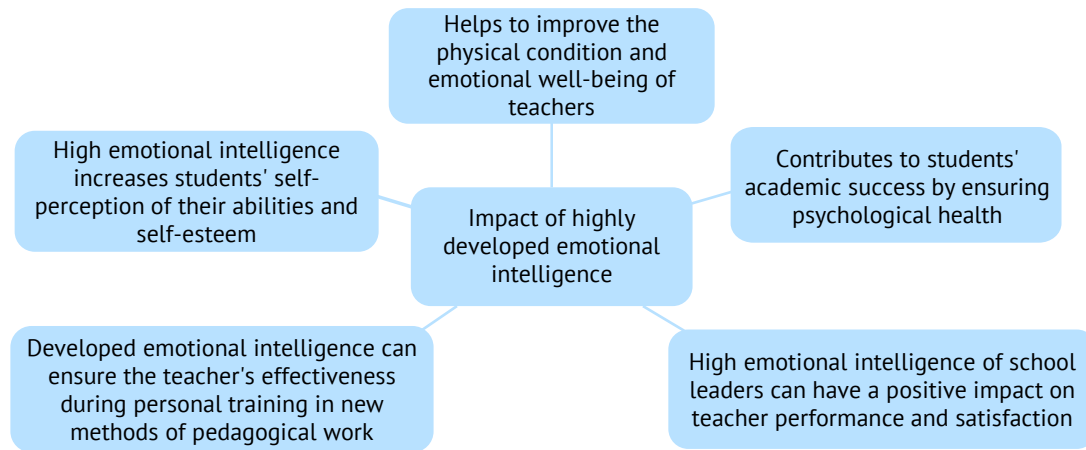 Helps to improve the
physical condition and
emotional well-being of
teachers
High emotional intelligence
increases students' self-
perception of their abilities and
self-esteem
Contributes to students'
academic success by ensuring
psychological health
Impact of highly
developed emotional
intelligence
Developed emotional intelligence can
ensure the teacher's effectiveness
during personal training in new
methods of pedagogical work
High emotional intelligence of school
leaders can have a positive impact on
teacher performance and satisfaction